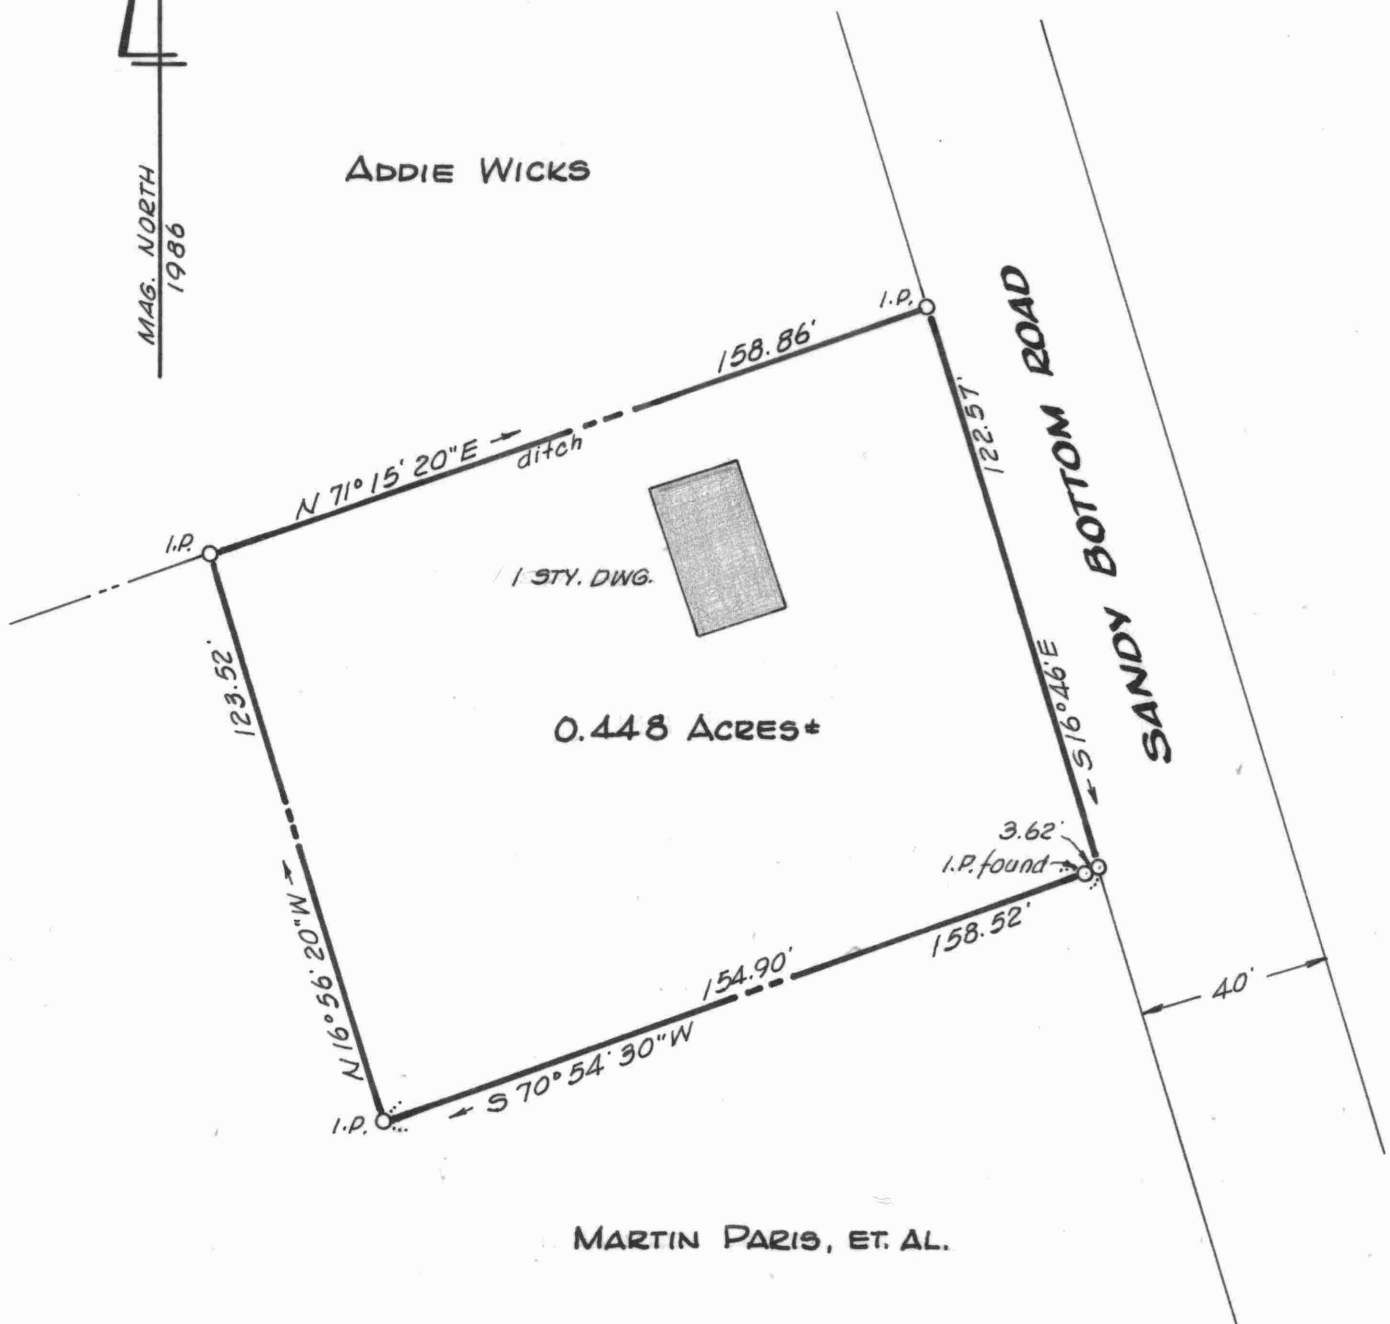 MAG. NORTH
1986
ADDIE WICKS
I.P.
158.86'
N 71° 15' 20" E
ditch
122.57'
SANDY BOTTOM ROAD
I.P.
1 STY. DWG.
123.52'
S 16° 46' E
0.448 ACRES ±
3.62'
I.P. found
158.52'
154.90'
N 16° 56' 20" W
S 70° 54' 30" W
40'
I.P.
MARTIN PARIS, ET. AL.